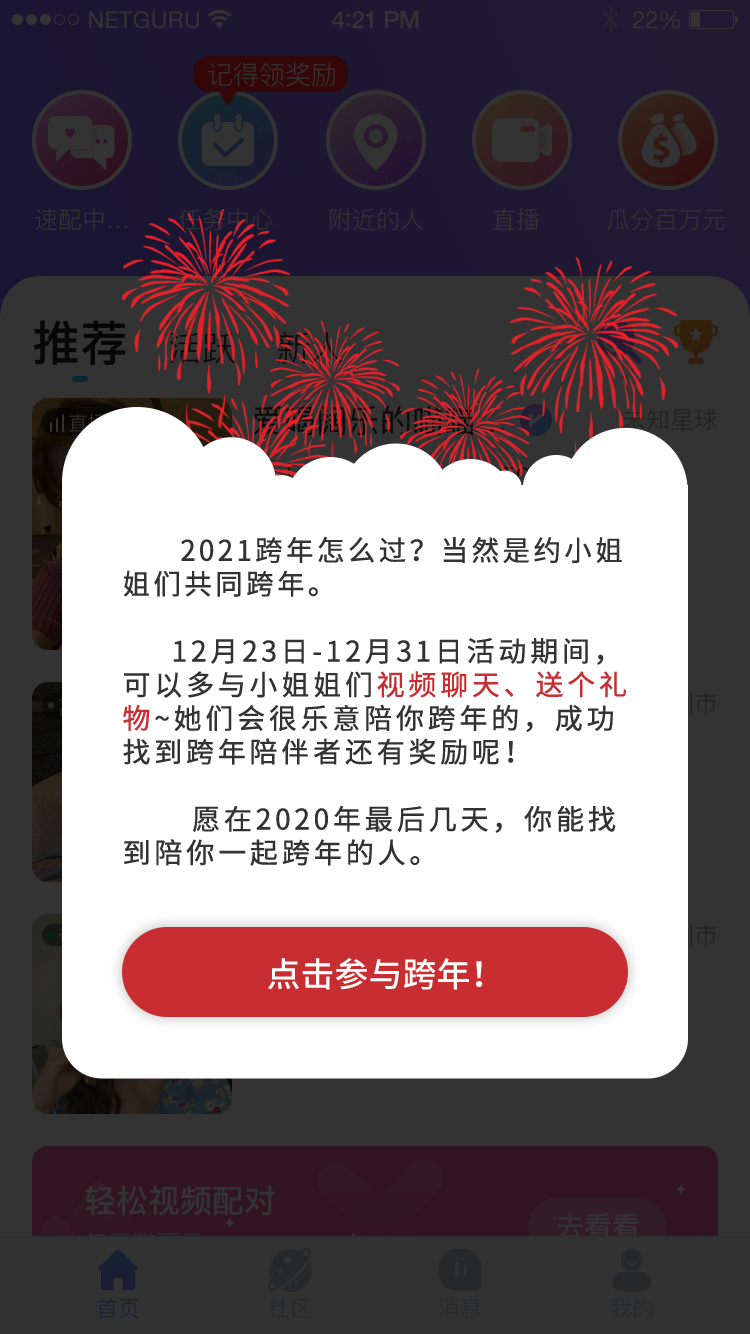 NETGURU
4:21 PM
22%
记得领奖励
速配中...
任务中心
附近的人
直播
瓜分百万元
推荐
活跃
新人
直播
未知星球
2021跨年怎么过？当然是约小姐
姐们共同跨年。
12月23日-12月31日活动期间，
可以多与小姐姐们视频聊天、送个礼
物~她们会很乐意陪你跨年的，成功
找到跨年陪伴者还有奖励呢！
市
愿在2020年最后几天，你能找
到陪你一起跨年的人。
市
点击参与跨年！
轻松视频配对
去看看
首页
社区
消息
我的